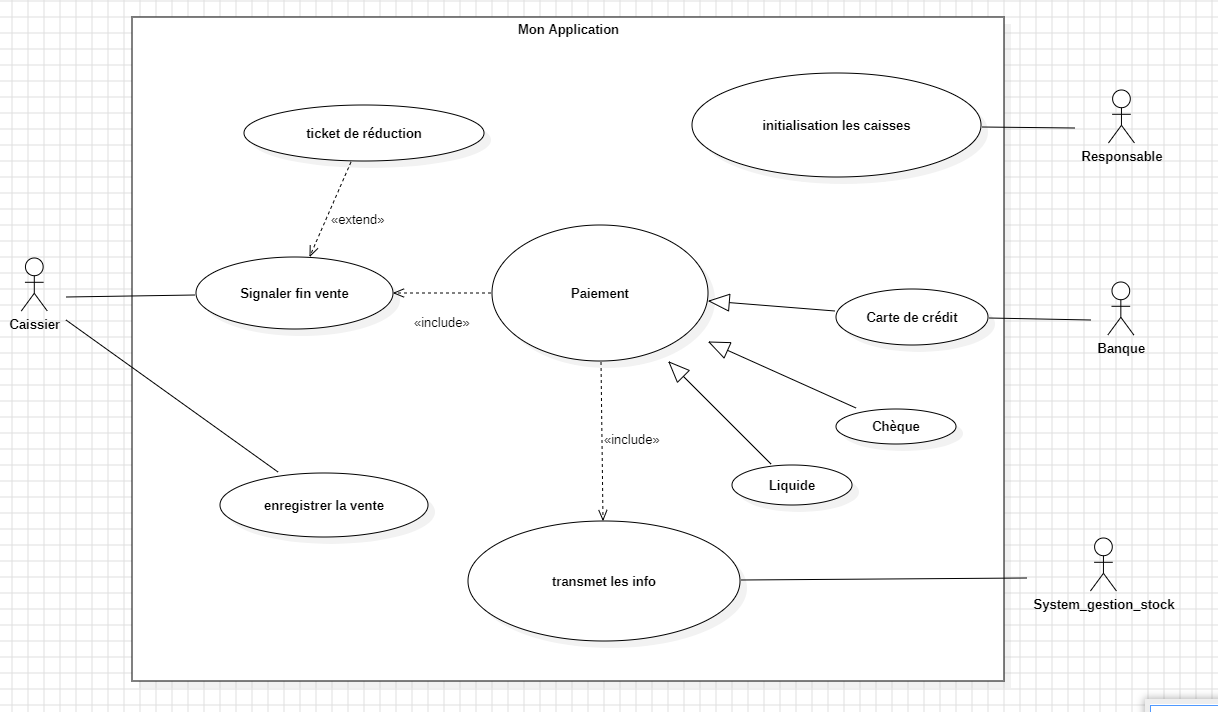 Mon Application
ticket de réduction
initialisation les caisses
Responsable
«extend»
Signaler fin vente
Paiement
Carte de crédit
Caissier
«include»
Banque
Chèque
«include»
Liquide
enregistrer la vente
transmet les info
System_gestion_stock